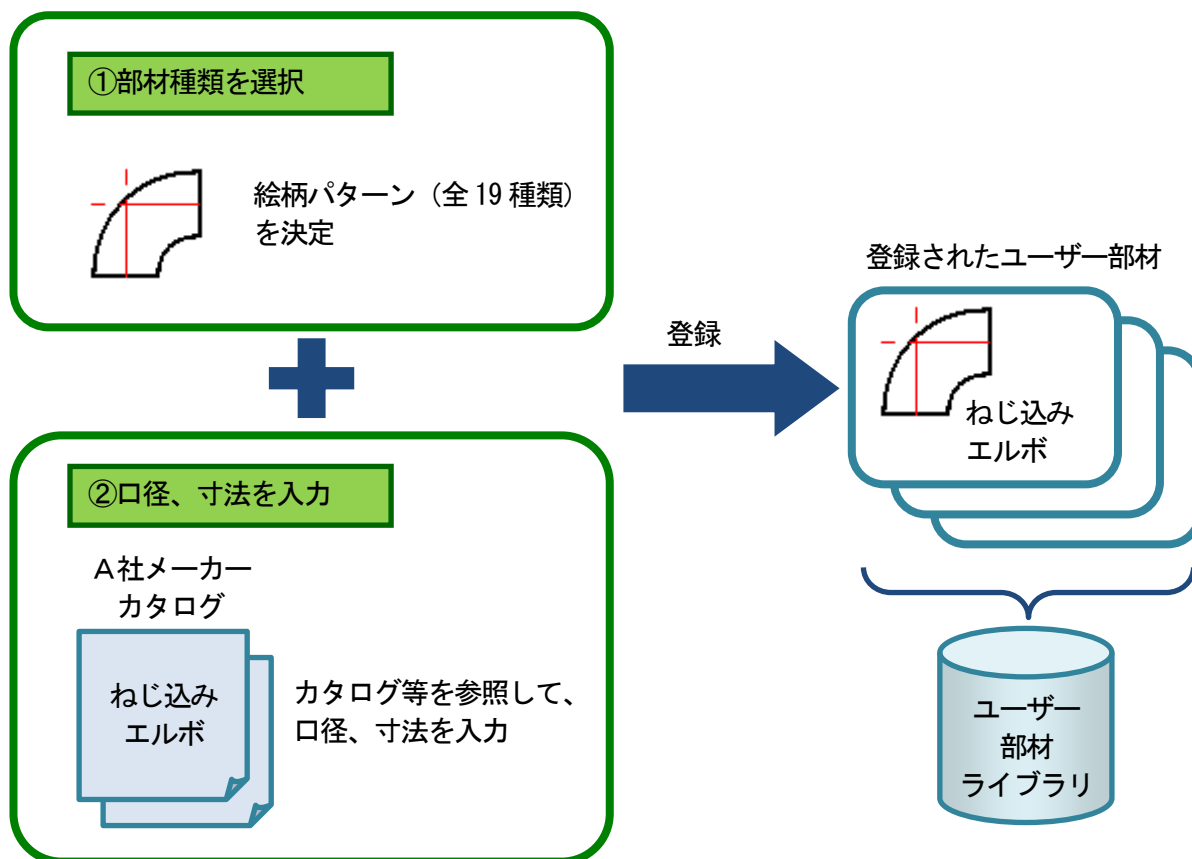 ①部材種類を選択
絵柄パターン（全 19 種類）
を決定
②口径、寸法を入力
Ａ社メーカー
カタログ
ねじ込み
エルボ
カタログ等を参照して、
口径、寸法を入力
登録
登録されたユーザー部材
ねじ込み
エルボ
ユーザー
部材
ライブラリ